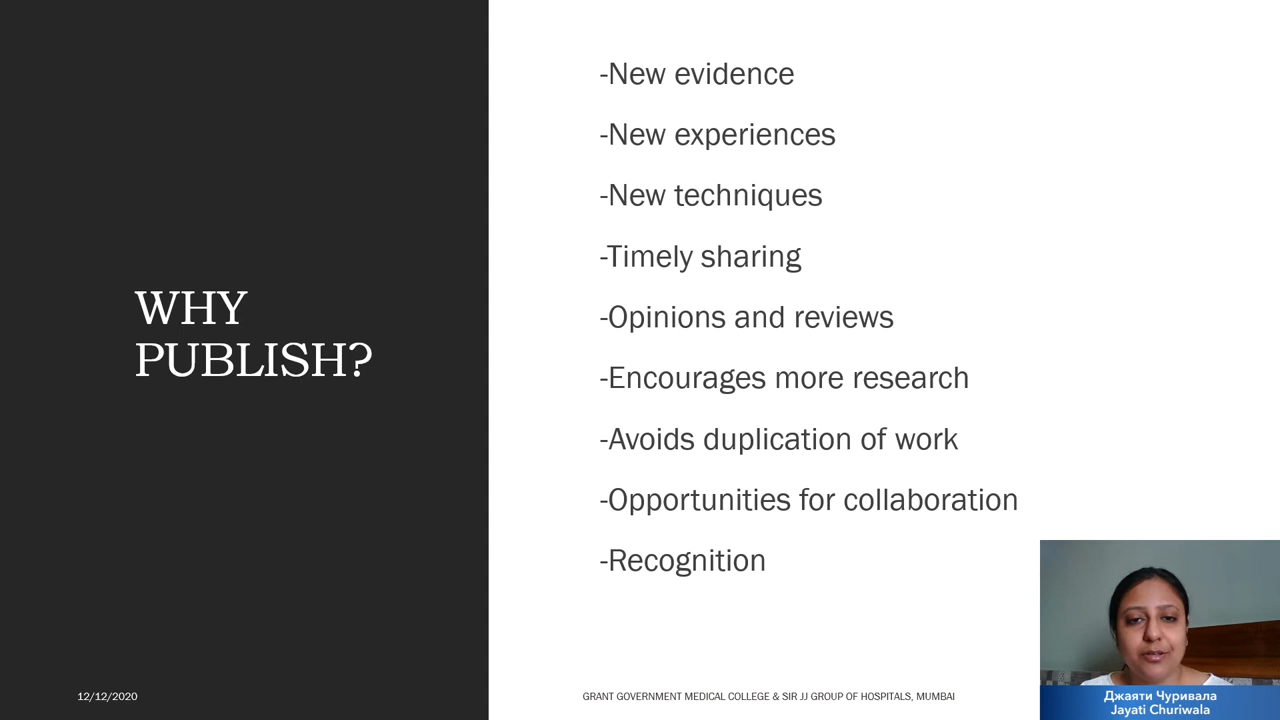 WHY
PUBLISH?
-New evidence
-New experiences
-New techniques
-Timely sharing
-Opinions and reviews
-Encourages more research
-Avoids duplication of work
-Opportunities for collaboration
-Recognition
12/12/2020
GRANT GOVERNMENT MEDICAL COLLEGE & SIR JJ GROUP OF HOSPITALS, MUMBAI
Джаяти Чуривала
Jayati Churiwala